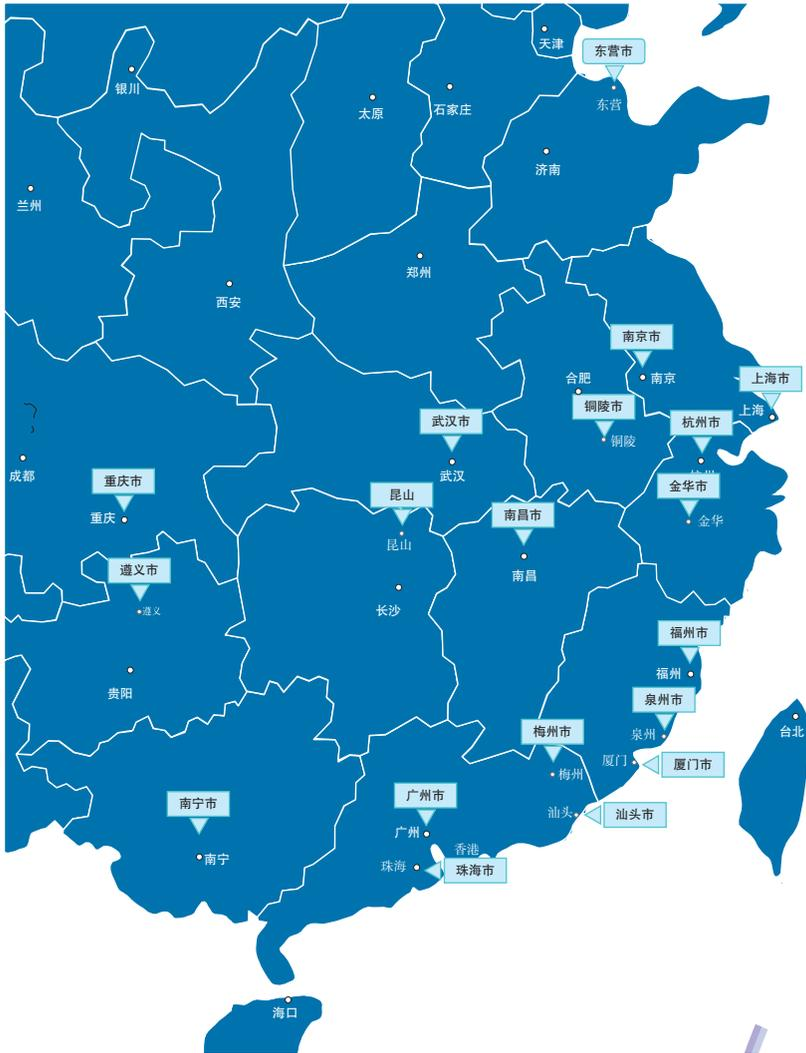 天津
东营市
银川
太原
石家庄
东营
济南
兰州
郑州
西安
南京市
合肥
南京
上海市
铜陵市
上海
武汉市
杭州市
铜陵
成都
重庆市
武汉
金华市
昆山
重庆
南昌市
金华
昆山
遵义市
南昌
遵义
长沙
福州市
贵阳
福州
泉州市
梅州市
泉州
台北
厦门
厦门市
梅州
南宁市
广州市
汕头
汕头市
广州
香港
南宁
珠海
珠海市
海口